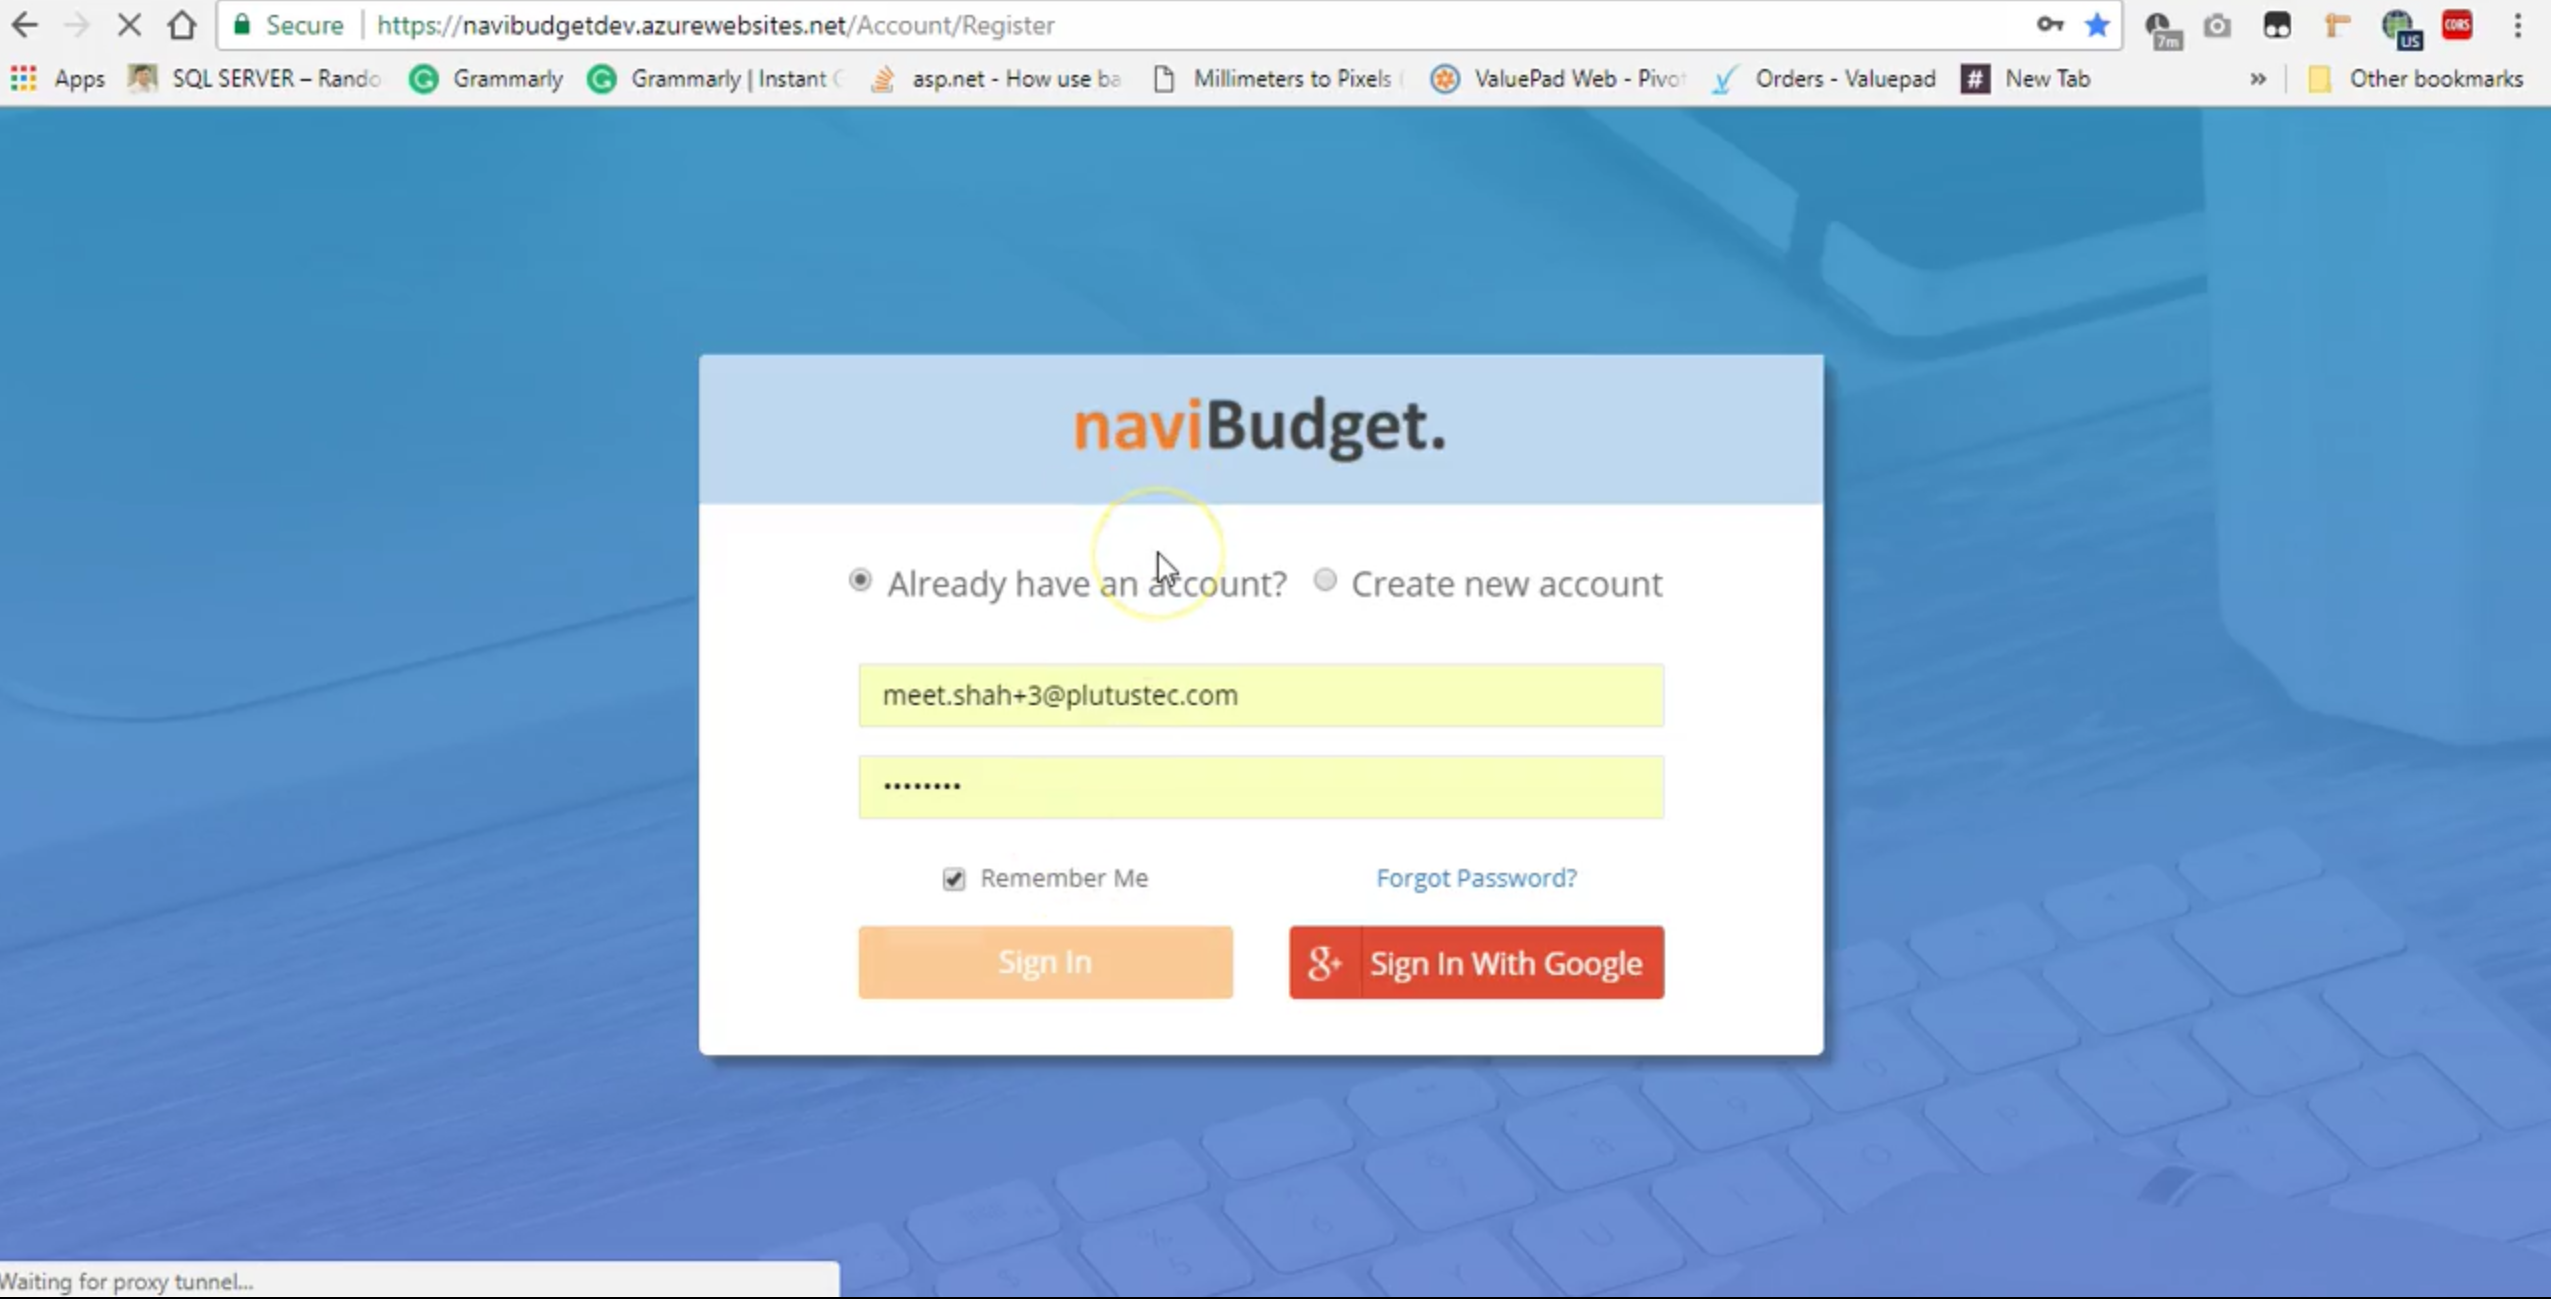 Secure https://navibudgetdev.azurewebsites.net/Account/Register
7m US CORS
Apps SQL SERVER – Rando Grammarly Grammarly | Instant asp.net - How use ba Millimeters to Pixels ValuePad Web - Pivo Orders - Valuepad # New Tab » Other bookmarks
naviBudget.
Already have an account? Create new account
meet.shah+3@plutustec.com
••••••••
Remember Me Forgot Password?
Sign In g+ Sign In With Google
Waiting for proxy tunnel...